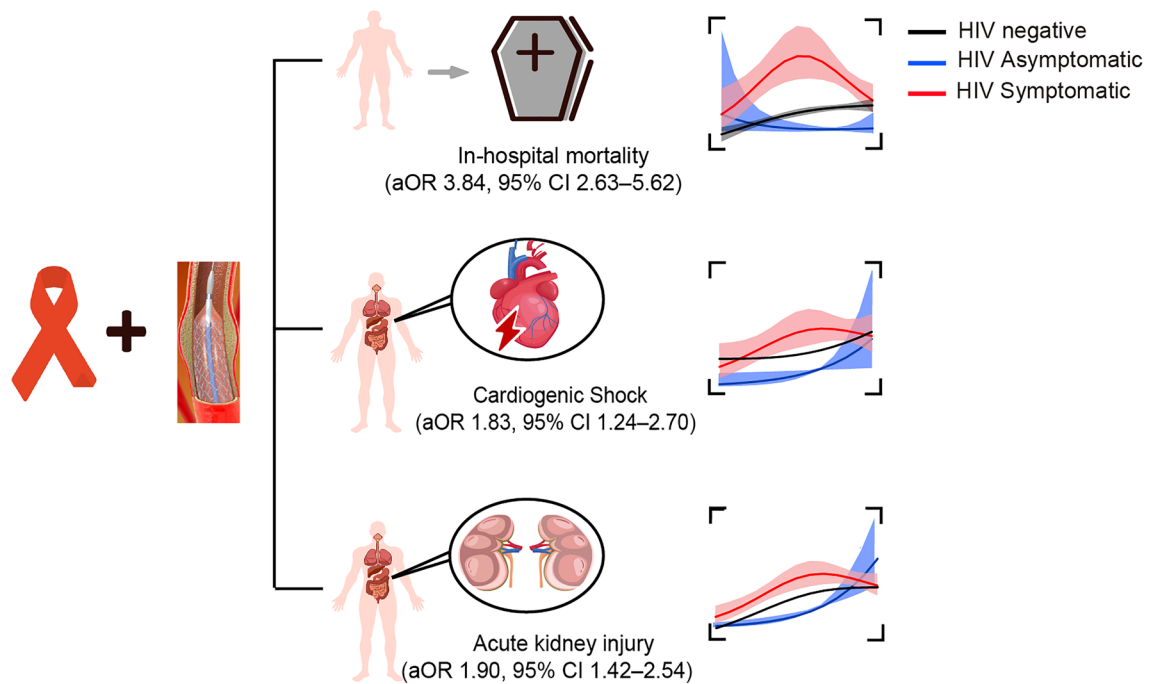 HIV negative
HIV Asymptomatic
HIV Symptomatic
In-hospital mortality
(aOR 3.84, 95% CI 2.63–5.62)
Cardiogenic Shock
(aOR 1.83, 95% CI 1.24–2.70)
Acute kidney injury
(aOR 1.90, 95% CI 1.42–2.54)